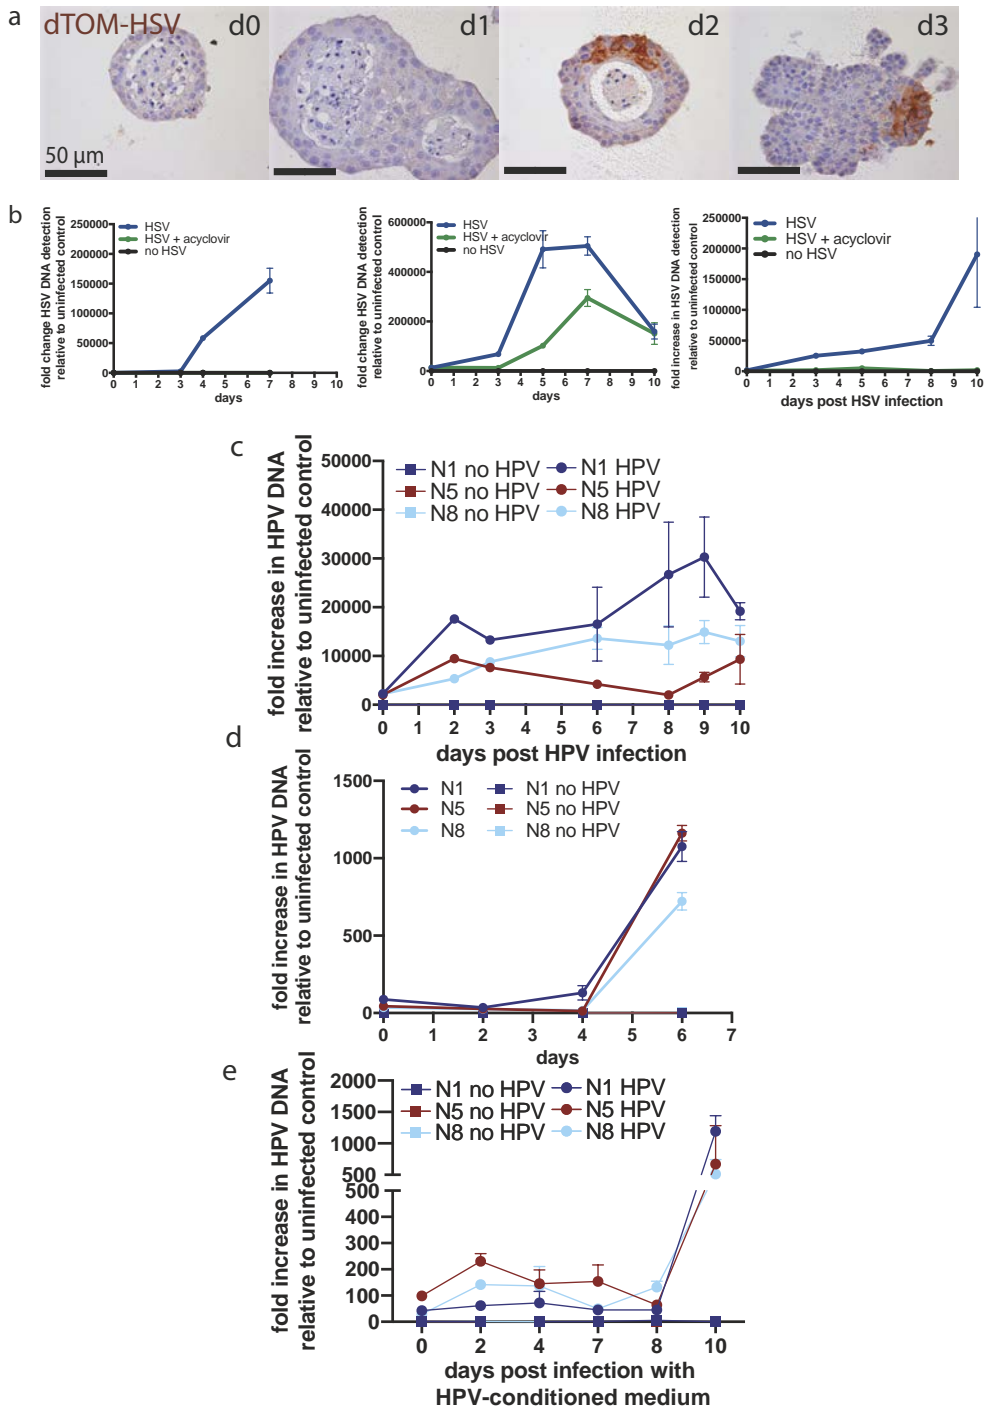 a
dTOM-HSV d0 d1 d2 d3
50 µm
b
fold change HSV DNA detection
relative to uninfected control
250000
200000
150000
100000
50000
0
HSV
HSV + acyclovir
no HSV
0 1 2 3 4 5 6 7 8 9 10
days
fold change HSV DNA detection
relative to uninfected control
600000
400000
200000
0
HSV
HSV + acyclovir
no HSV
0 1 2 3 4 5 6 7 8 9 10
days
fold increase in HSV DNA detection
relative to uninfected control
250000
200000
150000
100000
50000
0
HSV
HSV + acyclovir
no HSV
0 1 2 3 4 5 6 7 8 9 10
days post HSV infection
c
fold increase in HPV DNA
relative to uninfected control
50000
40000
30000
20000
10000
0
N1 no HPV N1 HPV
N5 no HPV N5 HPV
N8 no HPV N8 HPV
0 1 2 3 4 5 6 7 8 9 10
days post HPV infection
d
fold increase in HPV DNA
relative to uninfected control
1500
1000
500
0
N1 N1 no HPV
N5 N5 no HPV
N8 N8 no HPV
0 1 2 3 4 5 6 7
days
e
fold increase in HPV DNA
relative to uninfected control
2000
1500
1000
500
500
400
300
200
100
0
N1 no HPV N1 HPV
N5 no HPV N5 HPV
N8 no HPV N8 HPV
0 2 4 7 8 10
days post infection with
HPV-conditioned medium